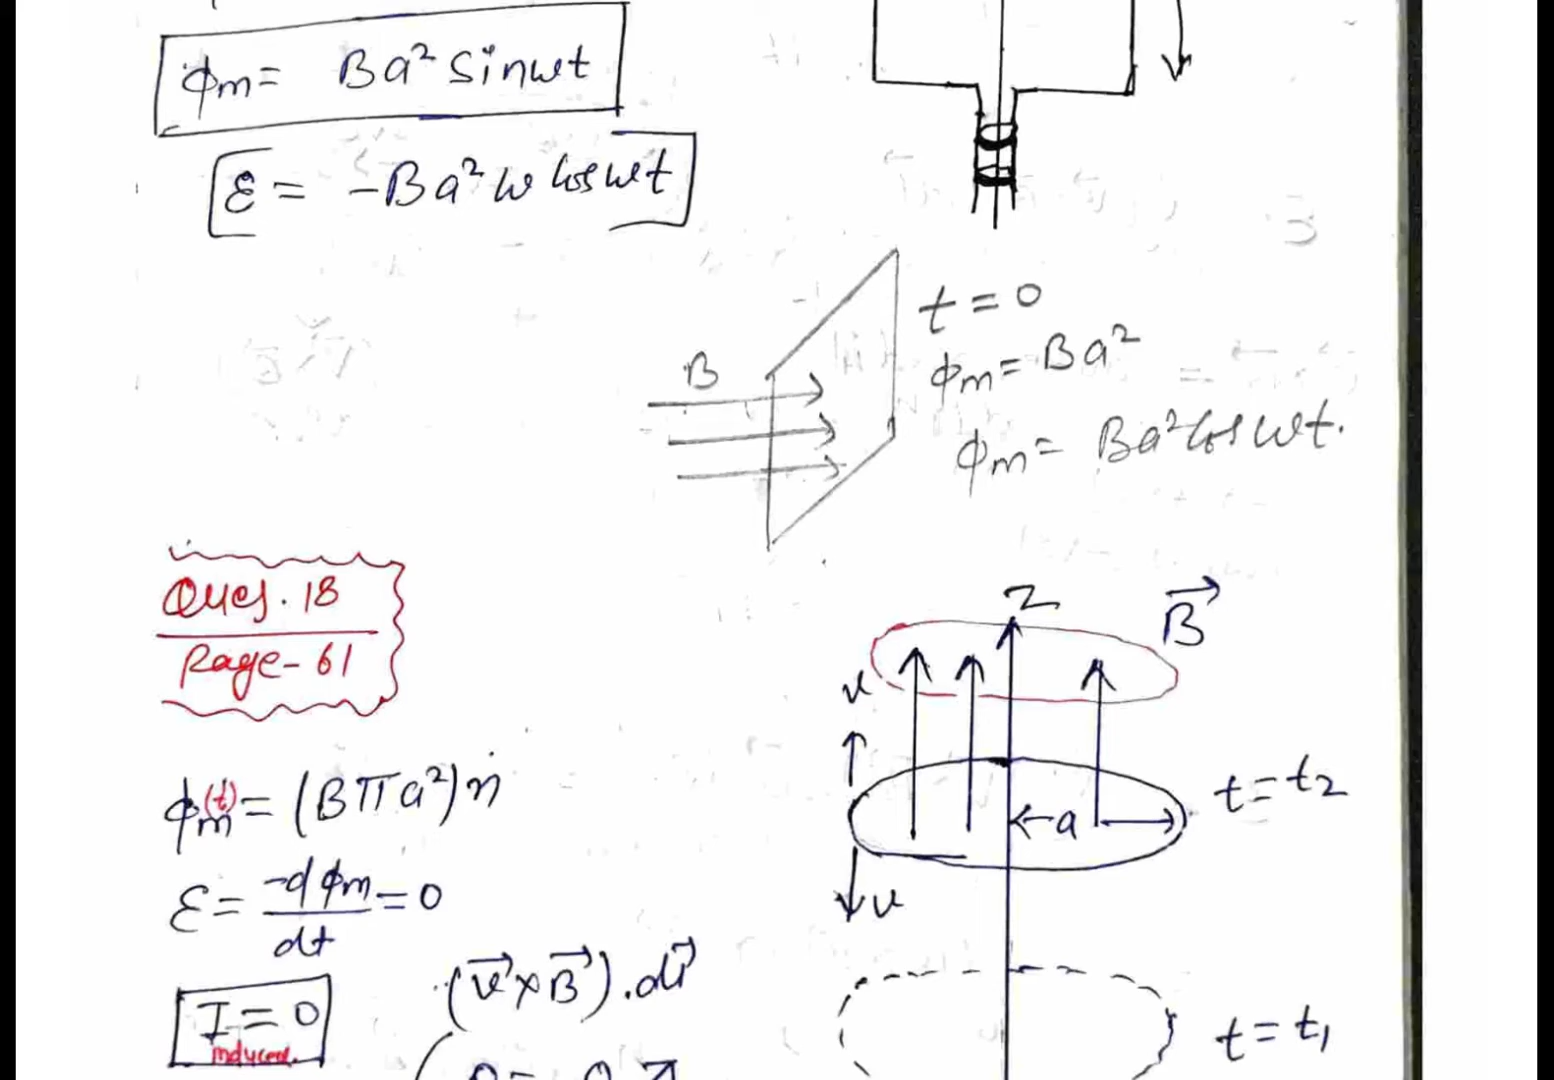 ϕm = Ba² sinωt
ε = -Ba²ω cosωt
t = 0
B
ϕm = Ba²
ϕm = Ba² cosωt.
Ques. 18
Page-61
z
B⃗
v
ϕm(t) = (Bπa²)n
t = t2
a
ε = -dϕm/dt = 0
v
(v⃗ × B⃗).dl⃗
I = 0
induced.
t = t1